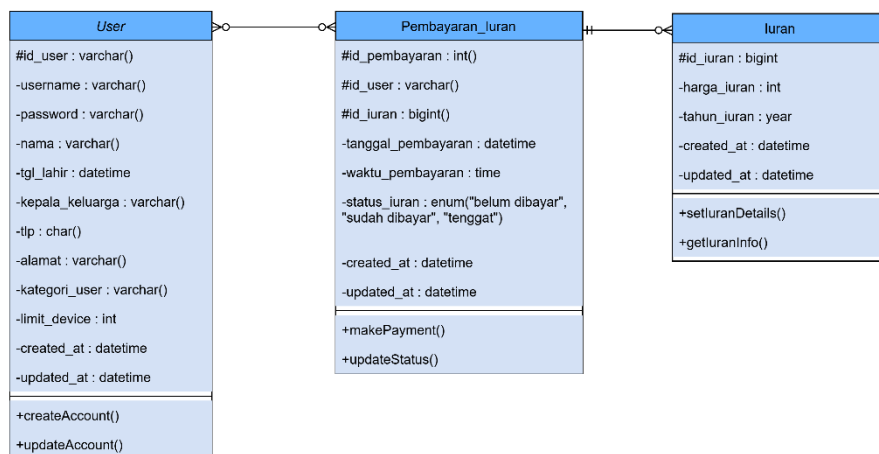 User
#id_user : varchar()
-username : varchar()
-password : varchar()
-nama : varchar()
-tgl_lahir : datetime
-kepala_keluarga : varchar()
-tlp : char()
-alamat : varchar()
-kategori_user : varchar()
-limit_device : int
-created_at : datetime
-updated_at : datetime
+createAccount()
+updateAccount()
Pembayaran_Iuran
#id_pembayaran : int()
#id_user : varchar()
#id_iuran : bigint()
-tanggal_pembayaran : datetime
-waktu_pembayaran : time
-status_iuran : enum("belum dibayar",
"sudah dibayar", "tenggat")
-created_at : datetime
-updated_at : datetime
+makePayment()
+updateStatus()
Iuran
#id_iuran : bigint
-harga_iuran : int
-tahun_iuran : year
-created_at : datetime
-updated_at : datetime
+setIuranDetails()
+getIuranInfo()